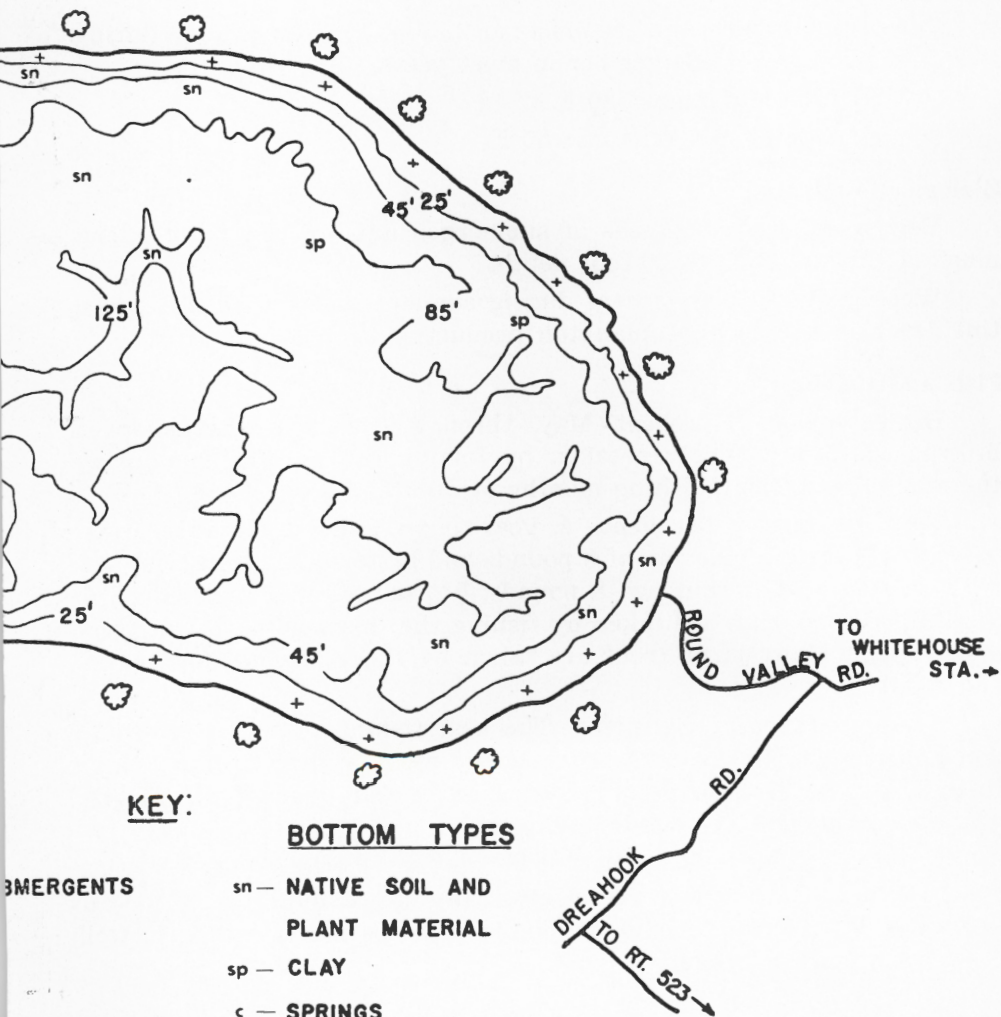 sn
sn
45' 25'
sn
sp
sn
125'
85'
sp
sn
sn
sn
25'
sn
sn
45'
ROUND VALLEY RD.
TO
WHITEHOUSE
STA.
RD.
DREAHOOK
TO RT. 523
KEY:
BOTTOM TYPES
BMERGENTS
sn — NATIVE SOIL AND
PLANT MATERIAL
sp — CLAY
c — SPRINGS